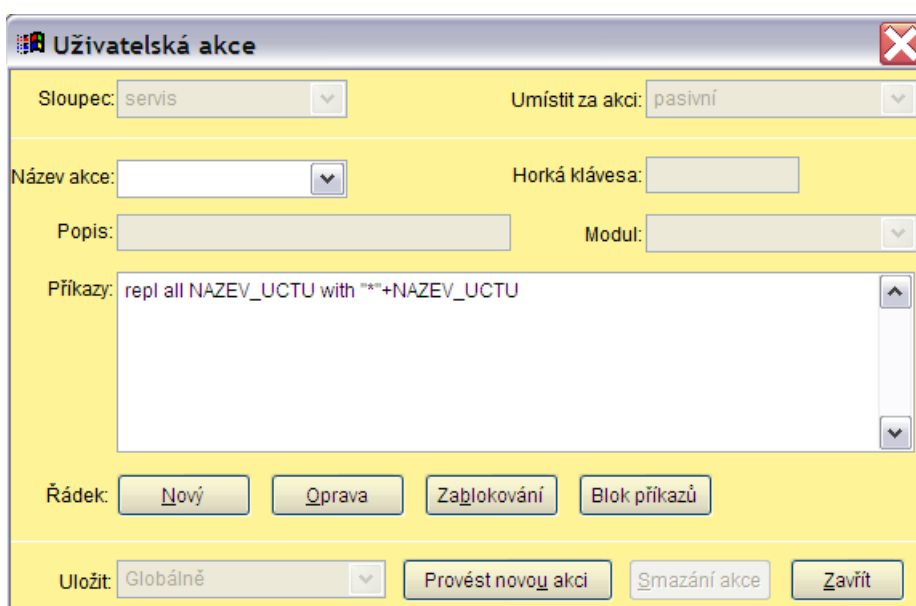 Uživatelská akce
Sloupec: servis Umístit za akci: pasivní
Název akce: Horká klávesa:
Popis: Modul:
Příkazy: repl all NAZEV_UCTU with "*"+NAZEV_UCTU
Řádek: Nový Oprava Zablokování Blok příkazů
Uložit: Globálně Provést novou akci Smazání akce Zavřít